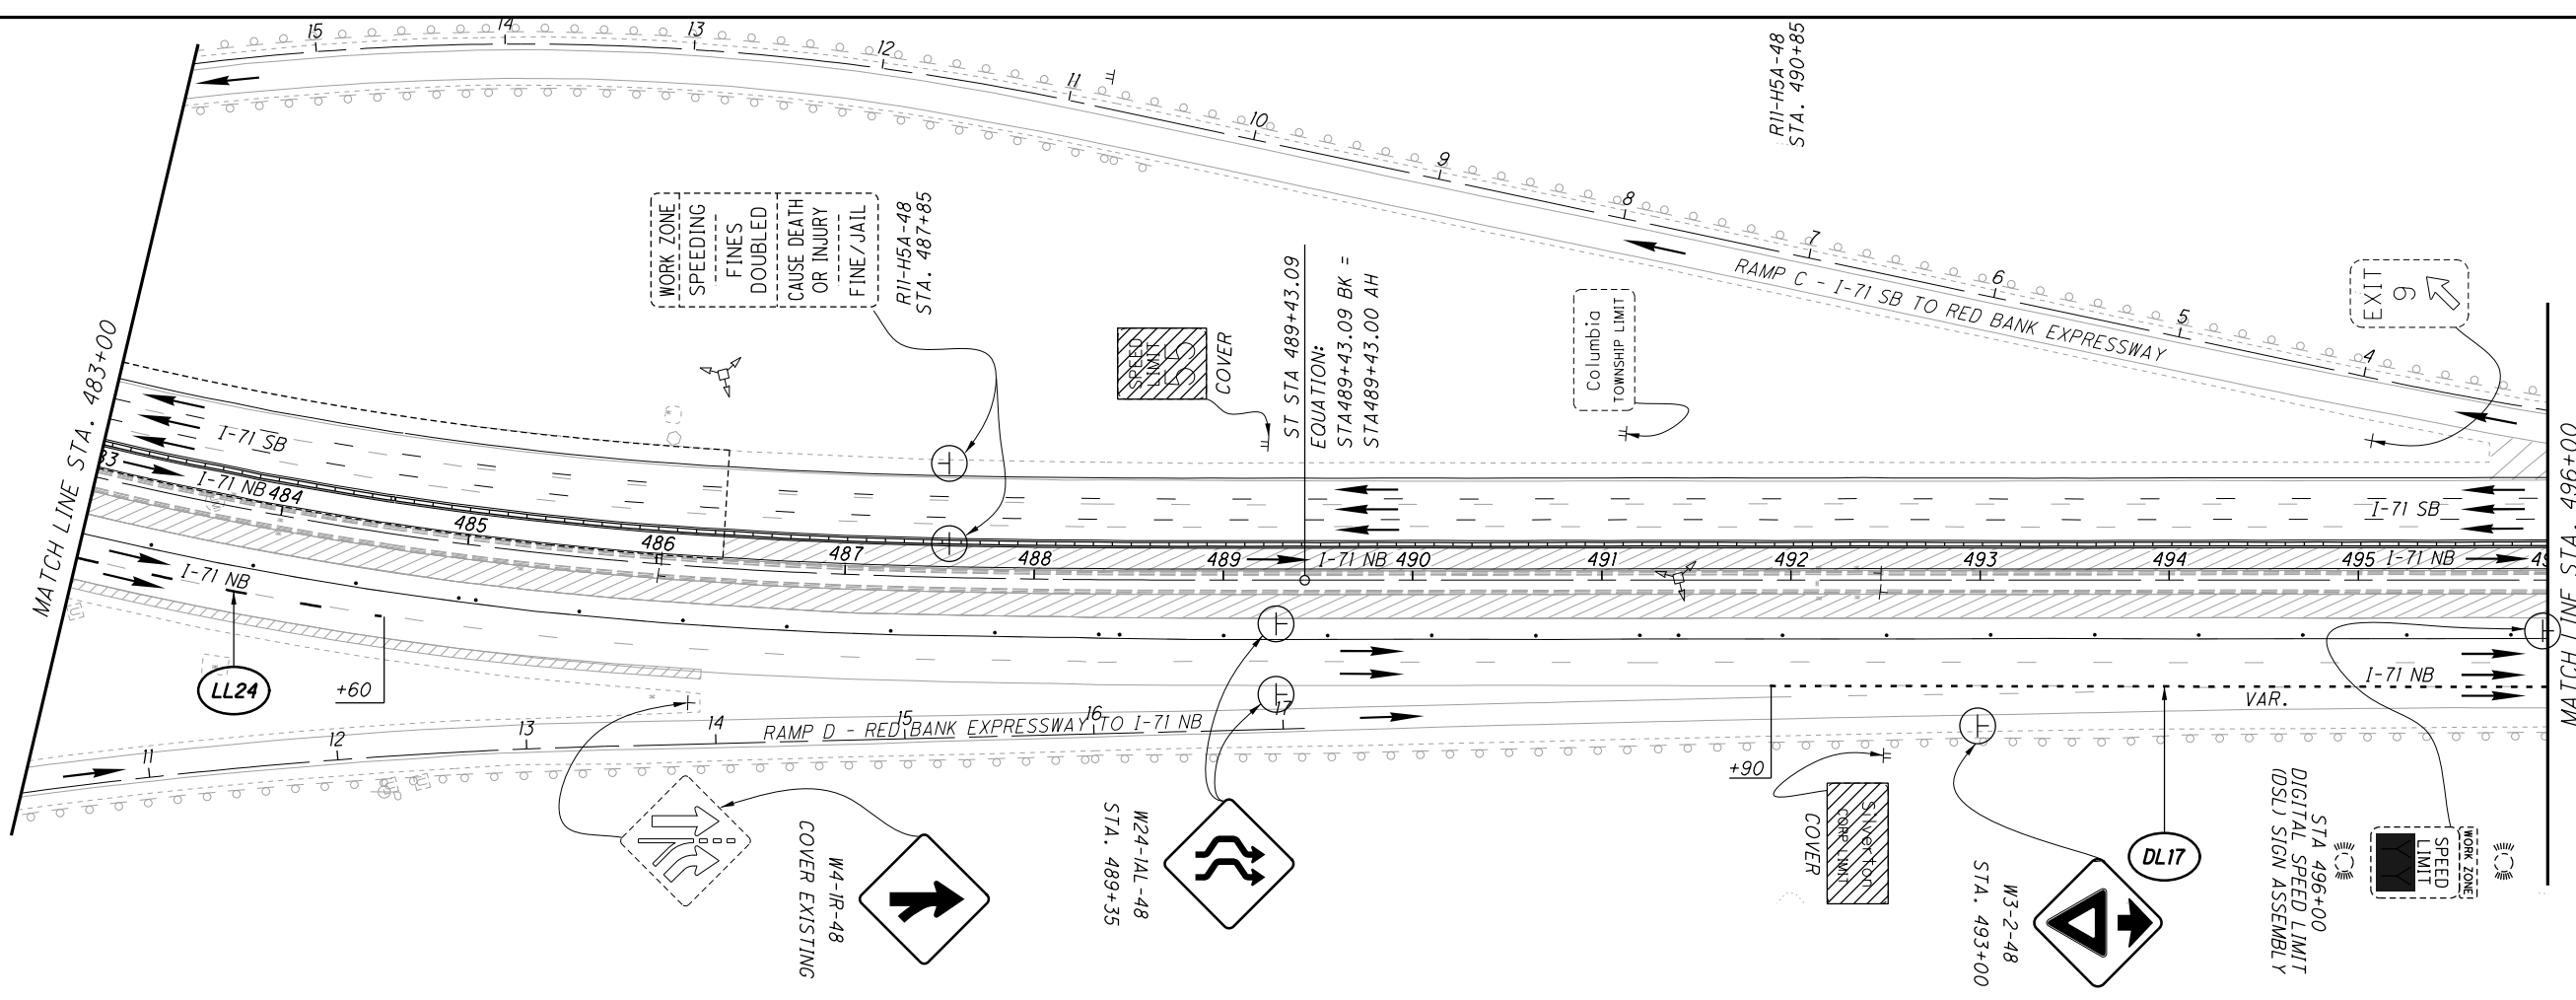 15
14
13
12
11
10
9
8
7
6
5
4
R11-H5A-48
STA. 490+85
RAMP C - I-71 SB TO RED BANK EXPRESSWAY
EXIT
9
WORK ZONE
SPEEDING
FINES
DOUBLED
CAUSE DEATH
OR INJURY
FINE/JAIL
R11-H5A-48
STA. 487+85
SPEED
LIMIT
55
COVER
ST STA 489+43.09
EQUATION:
STA489+43.09 BK =
STA489+43.00 AH
Columbia
TOWNSHIP LIMIT
MATCH LINE STA. 483+00
MATCH LINE STA. 496+00
I-71 SB
I-71 SB
I-71 NB
484
485
486
487
488
489
I-71 NB
490
491
492
493
494
495
I-71 NB
I-71 NB
I-71 NB
VAR.
LL24
+60
11
12
13
14
15
16
17
RAMP D - RED BANK EXPRESSWAY TO I-71 NB
+90
W4-1R-48
COVER EXISTING
W24-1AL-48
STA. 489+35
Silverton
CORP LIMIT
COVER
W3-2-48
STA. 493+00
DL17
STA 496+00
DIGITAL SPEED LIMIT
(DSL) SIGN ASSEMBLY
WORK ZONE
SPEED
LIMIT
XX